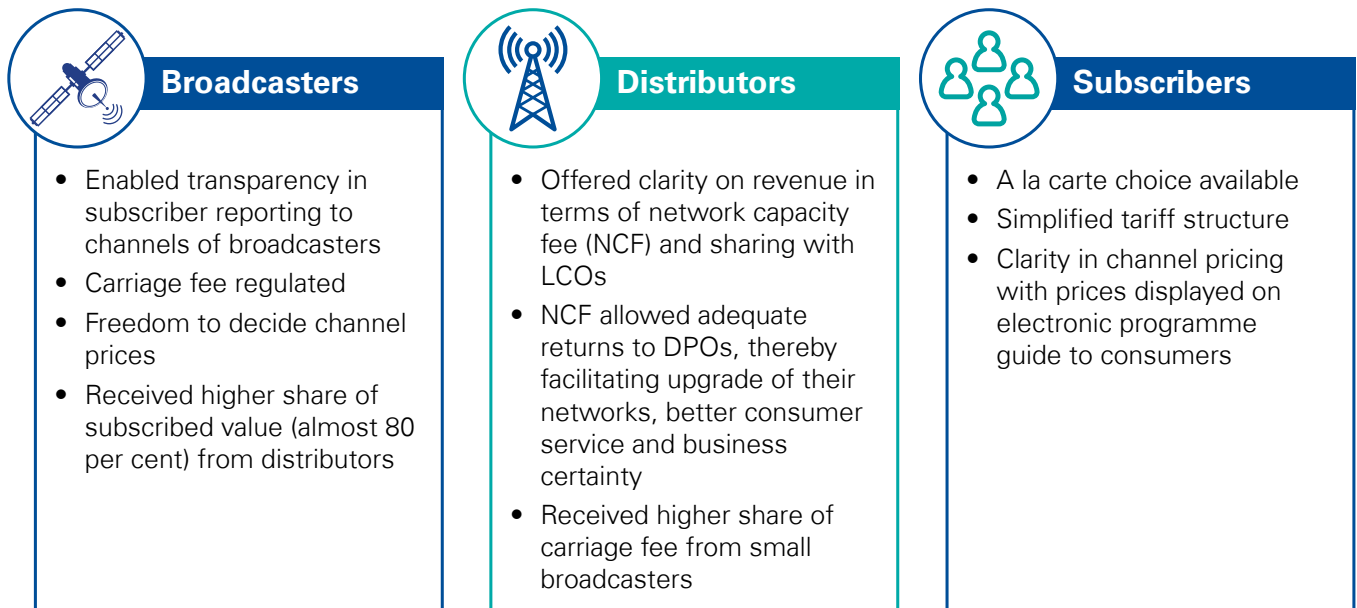 Broadcasters
• Enabled transparency in
subscriber reporting to
channels of broadcasters
• Carriage fee regulated
• Freedom to decide channel
prices
• Received higher share of
subscribed value (almost 80
per cent) from distributors
Distributors
• Offered clarity on revenue in
terms of network capacity
fee (NCF) and sharing with
LCOs
• NCF allowed adequate
returns to DPOs, thereby
facilitating upgrade of their
networks, better consumer
service and business
certainty
• Received higher share of
carriage fee from small
broadcasters
Subscribers
• A la carte choice available
• Simplified tariff structure
• Clarity in channel pricing
with prices displayed on
electronic programme
guide to consumers